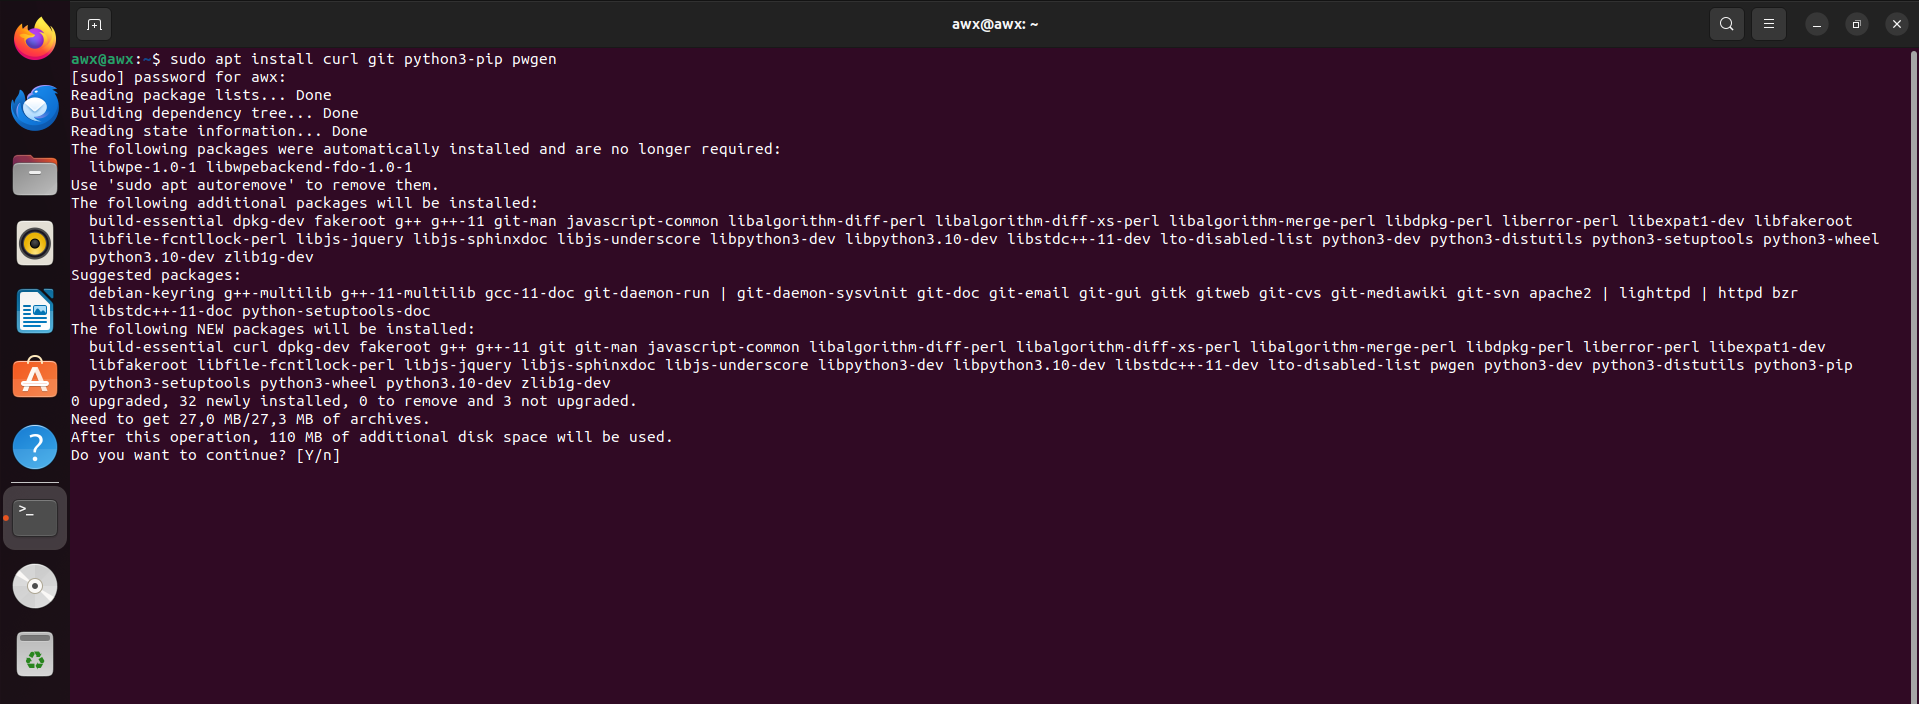 awx@awx: ~
awx@awx:~$ sudo apt install curl git python3-pip pwgen
[sudo] password for awx:
Reading package lists... Done
Building dependency tree... Done
Reading state information... Done
The following packages were automatically installed and are no longer required:
  libwpe-1.0-1 libwpebackend-fdo-1.0-1
Use 'sudo apt autoremove' to remove them.
The following additional packages will be installed:
  build-essential dpkg-dev fakeroot g++ g++-11 git-man javascript-common libalgorithm-diff-perl libalgorithm-diff-xs-perl libalgorithm-merge-perl libdpkg-perl liberror-perl libexpat1-dev libfakeroot
  libfile-fcntllock-perl libjs-jquery libjs-sphinxdoc libjs-underscore libpython3-dev libpython3.10-dev libstdc++-11-dev lto-disabled-list python3-dev python3-distutils python3-setuptools python3-wheel
  python3.10-dev zlib1g-dev
Suggested packages:
  debian-keyring g++-multilib g++-11-multilib gcc-11-doc git-daemon-run | git-daemon-sysvinit git-doc git-email git-gui gitk gitweb git-cvs git-mediawiki git-svn apache2 | lighttpd | httpd bzr
  libstdc++-11-doc python-setuptools-doc
The following NEW packages will be installed:
  build-essential curl dpkg-dev fakeroot g++ g++-11 git git-man javascript-common libalgorithm-diff-perl libalgorithm-diff-xs-perl libalgorithm-merge-perl libdpkg-perl liberror-perl libexpat1-dev
  libfakeroot libfile-fcntllock-perl libjs-jquery libjs-sphinxdoc libjs-underscore libpython3-dev libpython3.10-dev libstdc++-11-dev lto-disabled-list pwgen python3-dev python3-distutils python3-pip
  python3-setuptools python3-wheel python3.10-dev zlib1g-dev
0 upgraded, 32 newly installed, 0 to remove and 3 not upgraded.
Need to get 27,0 MB/27,3 MB of archives.
After this operation, 110 MB of additional disk space will be used.
Do you want to continue? [Y/n]